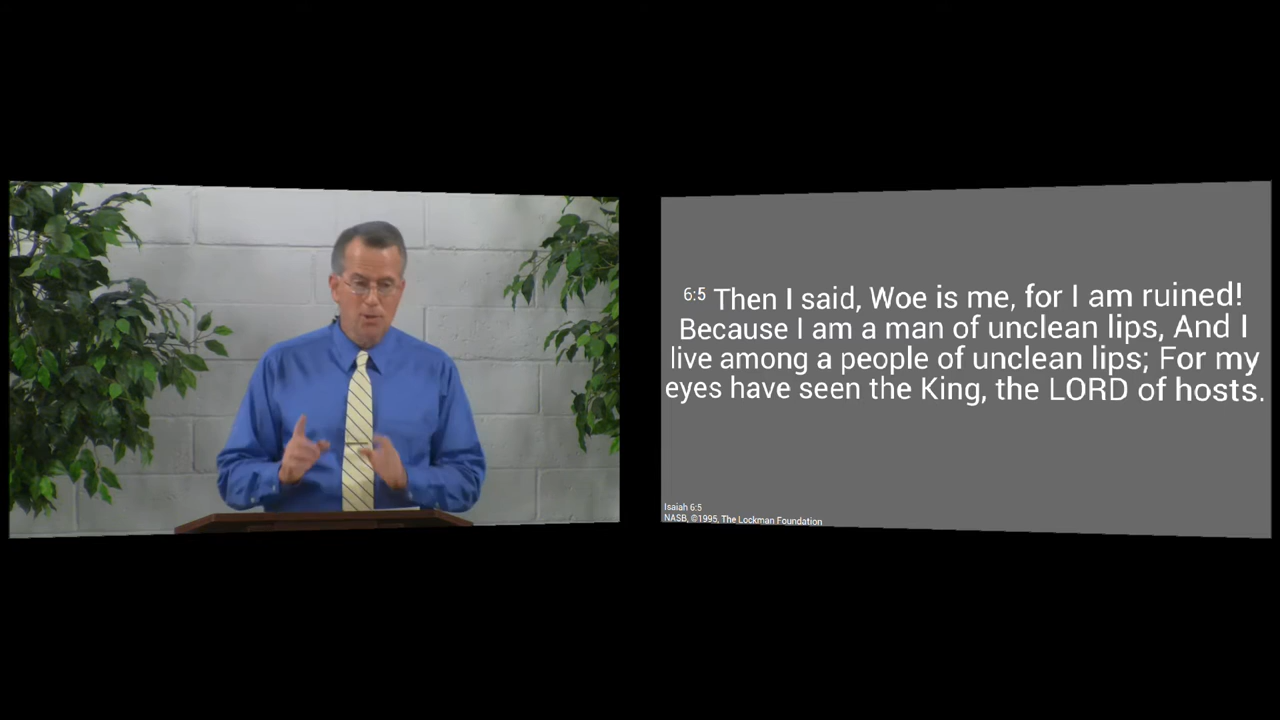 6:5 Then I said, Woe is me, for I am ruined!
Because I am a man of unclean lips, And I
live among a people of unclean lips; For my
eyes have seen the King, the LORD of hosts.
Isaiah 6:5
NASB, ©1995, The Lockman Foundation